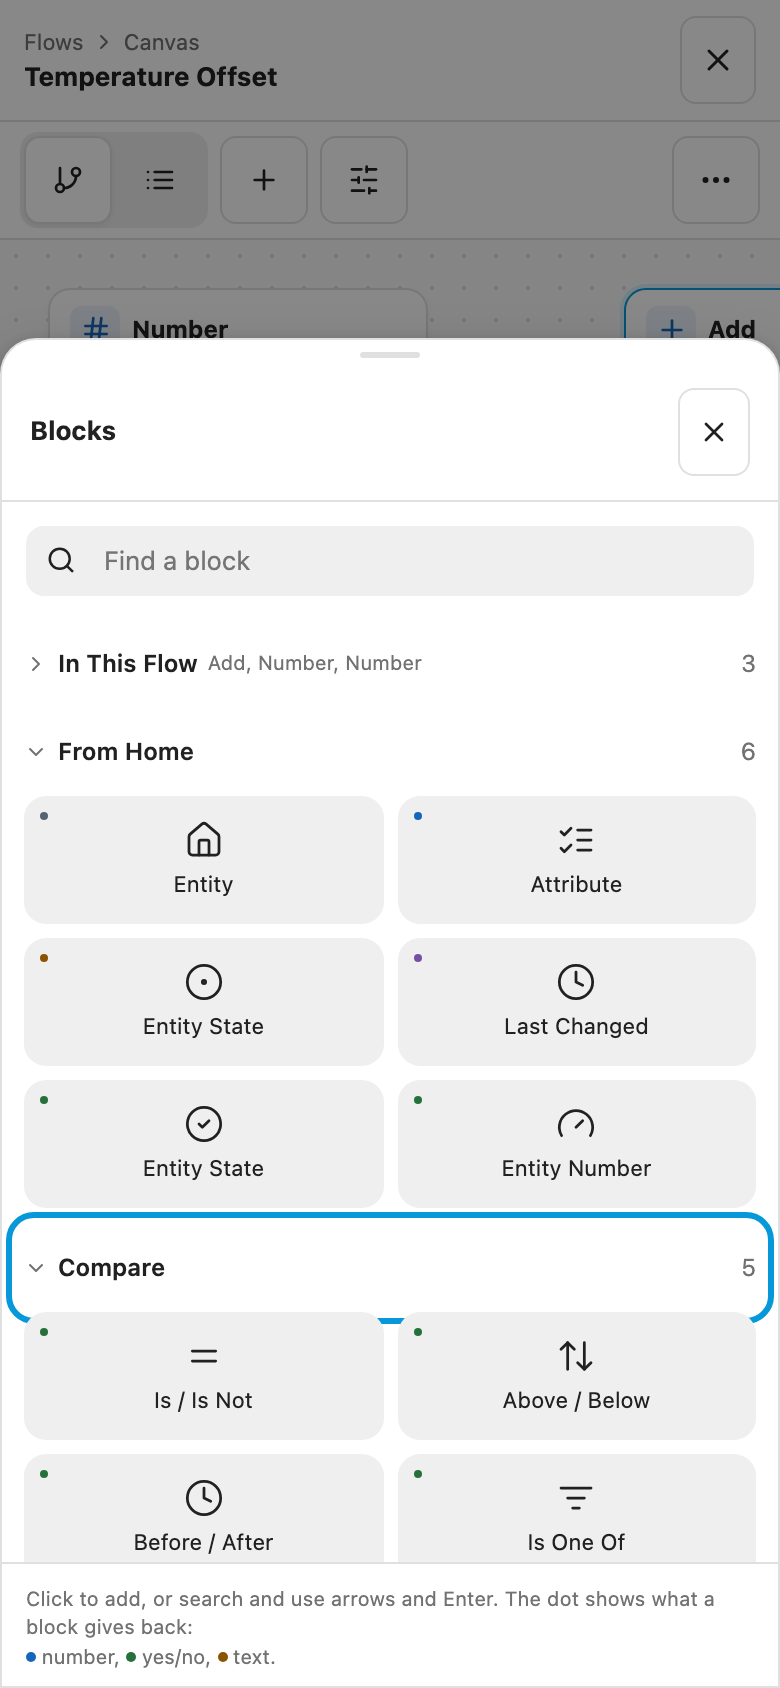 Flows > Canvas
Temperature Offset
Number
Add
Blocks
Find a block
In This Flow Add, Number, Number 3
From Home 6
Entity
Attribute
Entity State
Last Changed
Entity State
Entity Number
Compare 5
Is / Is Not
Above / Below
Before / After
Is One Of
Click to add, or search and use arrows and Enter. The dot shows what a
block gives back:
number, yes/no, text.